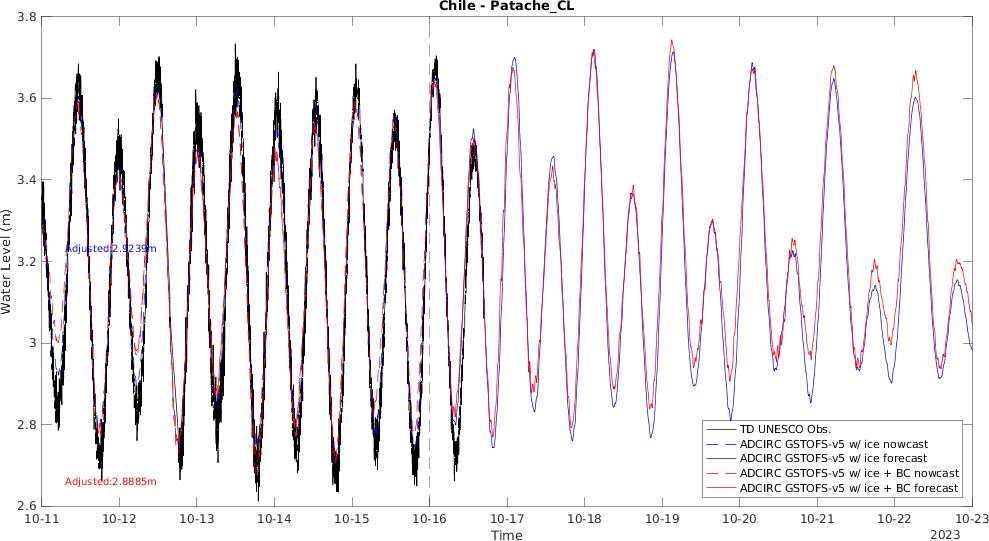 Chile - Patache_CL
3.8
3.6
3.4
3.2
3
2.8
2.6
Water Level (m)
Adjusted:2.9239m
Adjusted:2.8885m
TD UNESCO Obs.
ADCIRC GSTOFS-v5 w/ ice nowcast
ADCIRC GSTOFS-v5 w/ ice forecast
ADCIRC GSTOFS-v5 w/ ice + BC nowcast
ADCIRC GSTOFS-v5 w/ ice + BC forecast
10-11 10-12 10-13 10-14 10-15 10-16 10-17 10-18 10-19 10-20 10-21 10-22 10-23
Time
2023